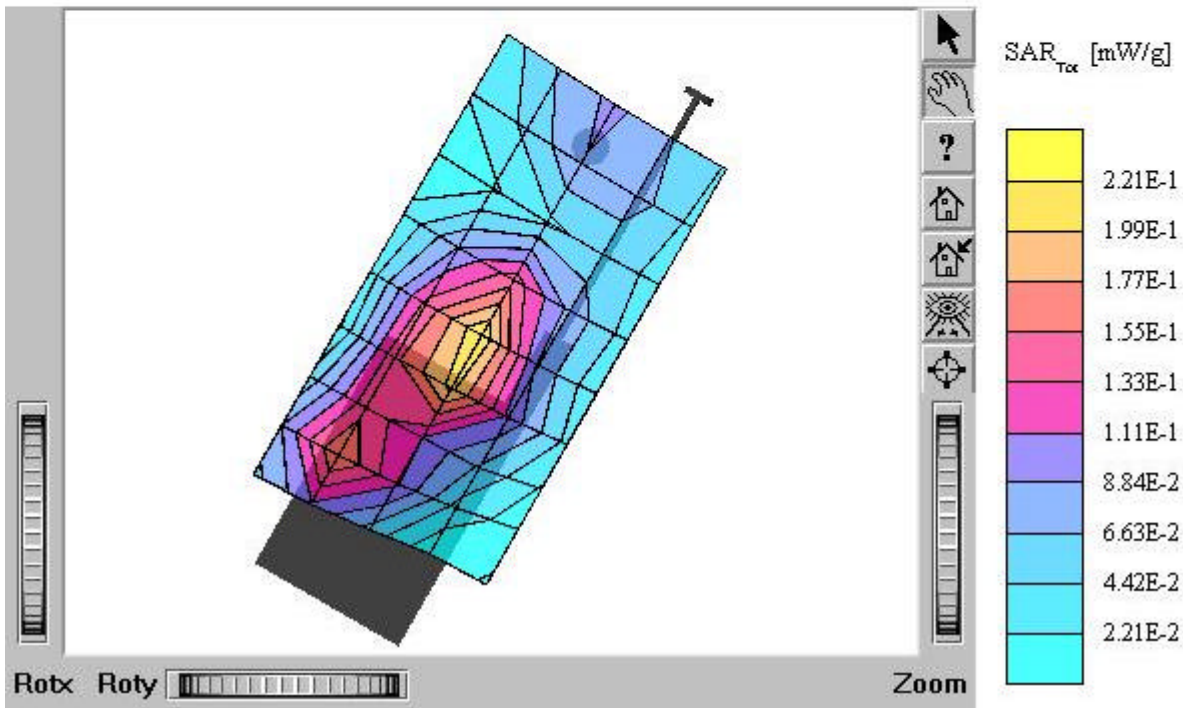 SAR_Tot [mW/g]
?
2.21E-1
1.99E-1
1.77E-1
1.55E-1
1.33E-1
1.11E-1
8.84E-2
6.63E-2
4.42E-2
2.21E-2
Rotx Roty Zoom